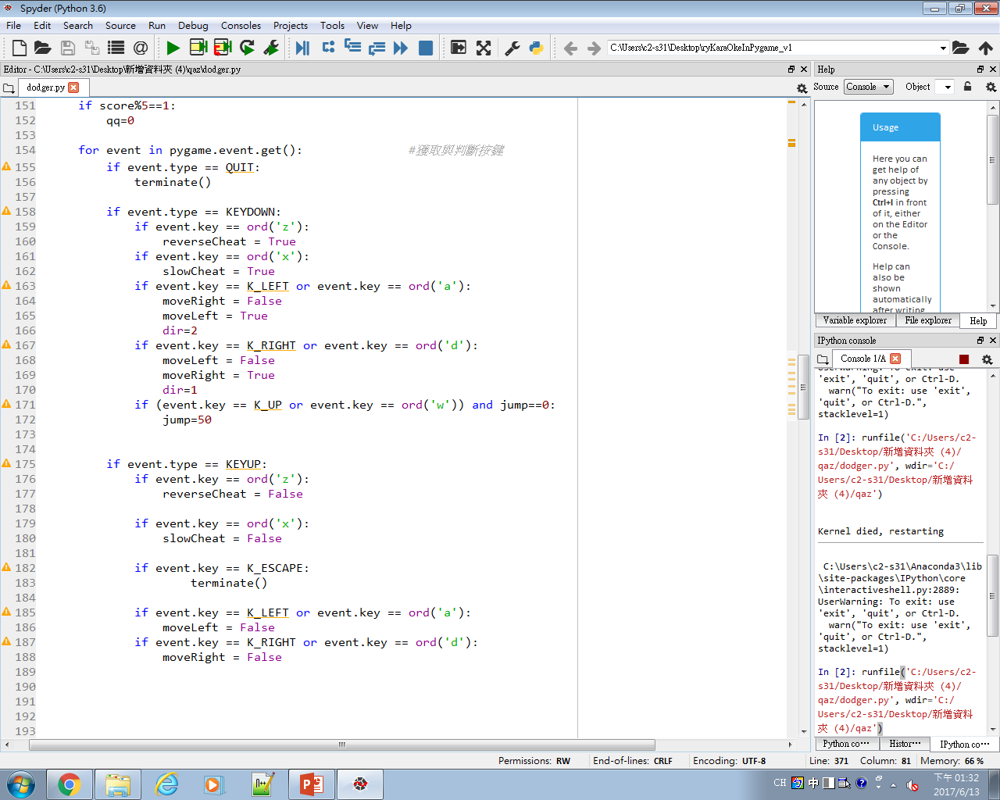 Spyder (Python 3.6)
File Edit Search Source Run Debug Consoles Projects Tools View Help
C:\Users\c2-s31\Desktop\ryKaraOkeInPygame_v1
Editor - C:\Users\c2-s31\Desktop\新增資料夾 (4)\qaz\dodger.py
dodger.py
151 if score%5==1:
152 qq=0
153
154 for event in pygame.event.get(): #獲取與判斷按鍵
155 if event.type == QUIT:
156 terminate()
157
158 if event.type == KEYDOWN:
159 if event.key == ord('z'):
160 reverseCheat = True
161 if event.key == ord('x'):
162 slowCheat = True
163 if event.key == K_LEFT or event.key == ord('a'):
164 moveRight = False
165 moveLeft = True
166 dir=2
167 if event.key == K_RIGHT or event.key == ord('d'):
168 moveLeft = False
169 moveRight = True
170 dir=1
171 if (event.key == K_UP or event.key == ord('w')) and jump==0:
172 jump=50
173
174
175 if event.type == KEYUP:
176 if event.key == ord('z'):
177 reverseCheat = False
178
179 if event.key == ord('x'):
180 slowCheat = False
181
182 if event.key == K_ESCAPE:
183 terminate()
184
185 if event.key == K_LEFT or event.key == ord('a'):
186 moveLeft = False
187 if event.key == K_RIGHT or event.key == ord('d'):
188 moveRight = False
189
190
191
192
193
Help
Source Console Object
Usage
Here you can
get help of
any object by
pressing
Ctrl+I in front
of it, either
on the Editor
or the
Console.
Help can
also be
shown
automatically
after writing
Variable explorer File explorer Help
IPython console
Console 1/A
UserWarning: To exit: use
'exit', 'quit', or Ctrl-D.
warn("To exit: use 'exit',
'quit', or Ctrl-D.",
stacklevel=1)
In [2]: runfile('C:/Users/c2-
s31/Desktop/新增資料夾 (4)/
qaz/dodger.py', wdir='C:/
Users/c2-s31/Desktop/新增資料
夾 (4)/qaz')
Kernel died, restarting
C:\Users\c2-s31\Anaconda3\lib
\site-packages\IPython\core
\interactiveshell.py:2889:
UserWarning: To exit: use
'exit', 'quit', or Ctrl-D.
warn("To exit: use 'exit',
'quit', or Ctrl-D.",
stacklevel=1)
In [2]: runfile('C:/Users/c2-
s31/Desktop/新增資料夾 (4)/
qaz/dodger.py', wdir='C:/
Users/c2-s31/Desktop/新增資料
夾 (4)/qaz')
Python co··· Histor··· IPython co···
Permissions: RW End-of-lines: CRLF Encoding: UTF-8 Line: 371 Column: 81 Memory: 66 %
CH 中 下午 01:32
2017/6/13